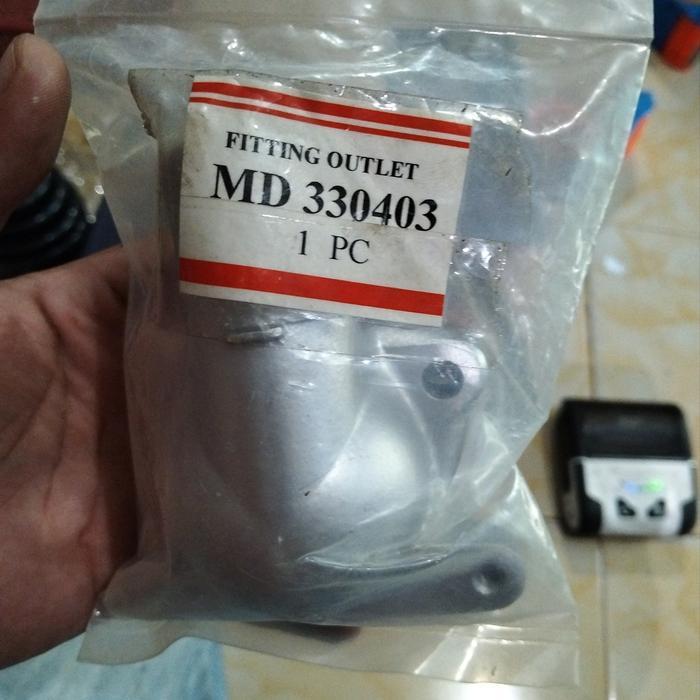 FITTING OUTLET
MD 330403
1 PC